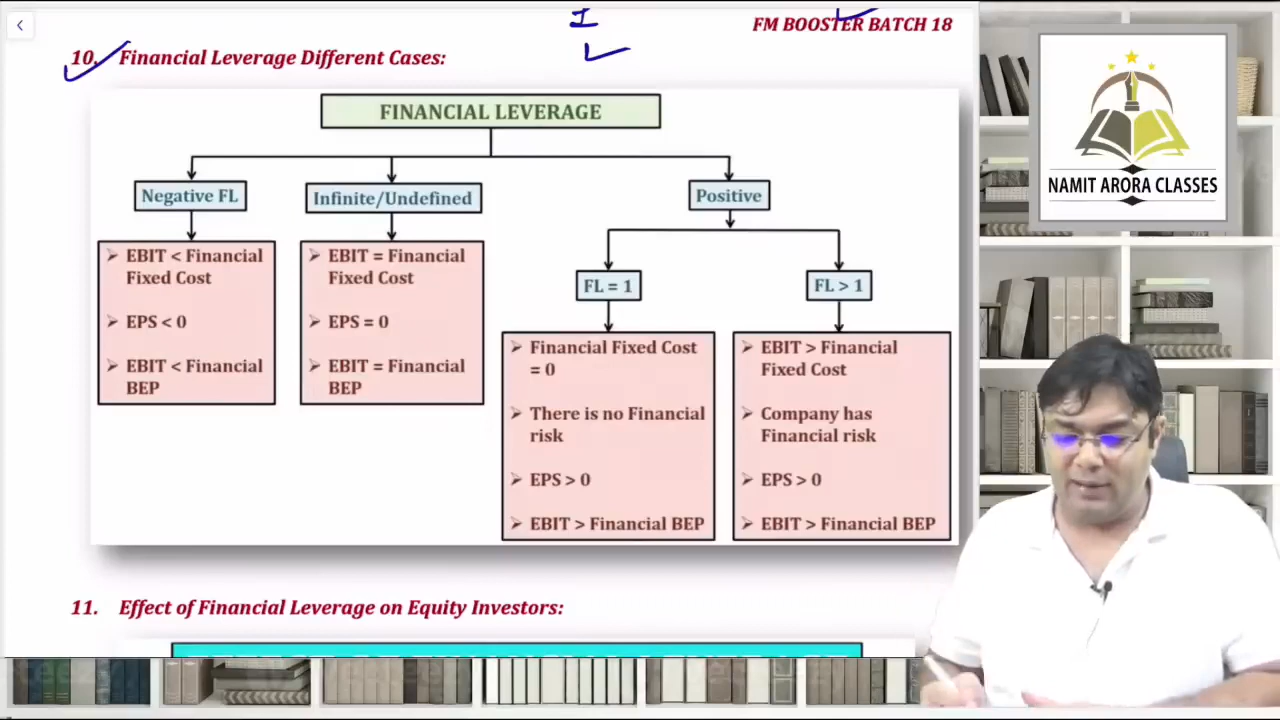 I
FM BOOSTER BATCH 18
10. Financial Leverage Different Cases:
FINANCIAL LEVERAGE
Negative FL
Infinite/Undefined
Positive
➢ EBIT < Financial
Fixed Cost
➢ EPS < 0
➢ EBIT < Financial
BEP
➢ EBIT = Financial
Fixed Cost
➢ EPS = 0
➢ EBIT = Financial
BEP
FL = 1
FL > 1
➢ Financial Fixed Cost
= 0
➢ There is no Financial
risk
➢ EPS > 0
➢ EBIT > Financial BEP
➢ EBIT > Financial
Fixed Cost
➢ Company has
Financial risk
➢ EPS > 0
➢ EBIT > Financial BEP
11. Effect of Financial Leverage on Equity Investors:
NAMIT ARORA CLASSES